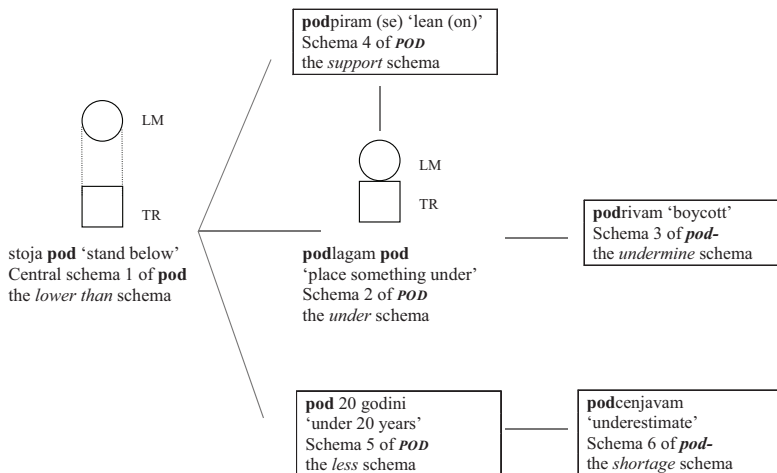 podpiram (se) ‘lean (on)’
Schema 4 of POD
the support schema
LM
TR
stoja pod ‘stand below’
Central schema 1 of pod
the lower than schema
LM
TR
podlagam pod
‘place something under’
Schema 2 of POD
the under schema
podrivam ‘boycott’
Schema 3 of pod-
the undermine schema
pod 20 godini
‘under 20 years’
Schema 5 of POD
the less schema
podcenjavam
‘underestimate’
Schema 6 of pod-
the shortage schema